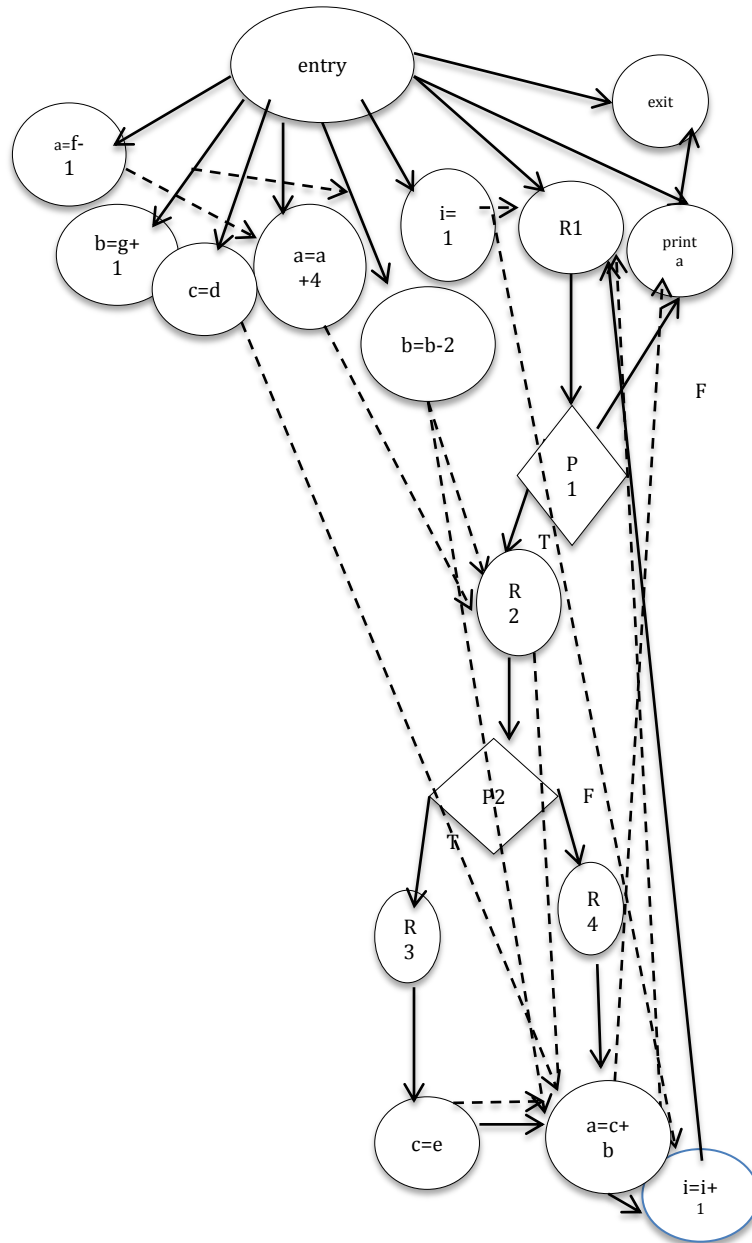 entry
exit
a=f-
1
i=
1
R1
print
a
b=g+
1
c=d
a=a
+4
b=b-2
F
P
1
T
R
2
P2
F
T
R
4
R
3
a=c+
b
c=e
i=i+
1